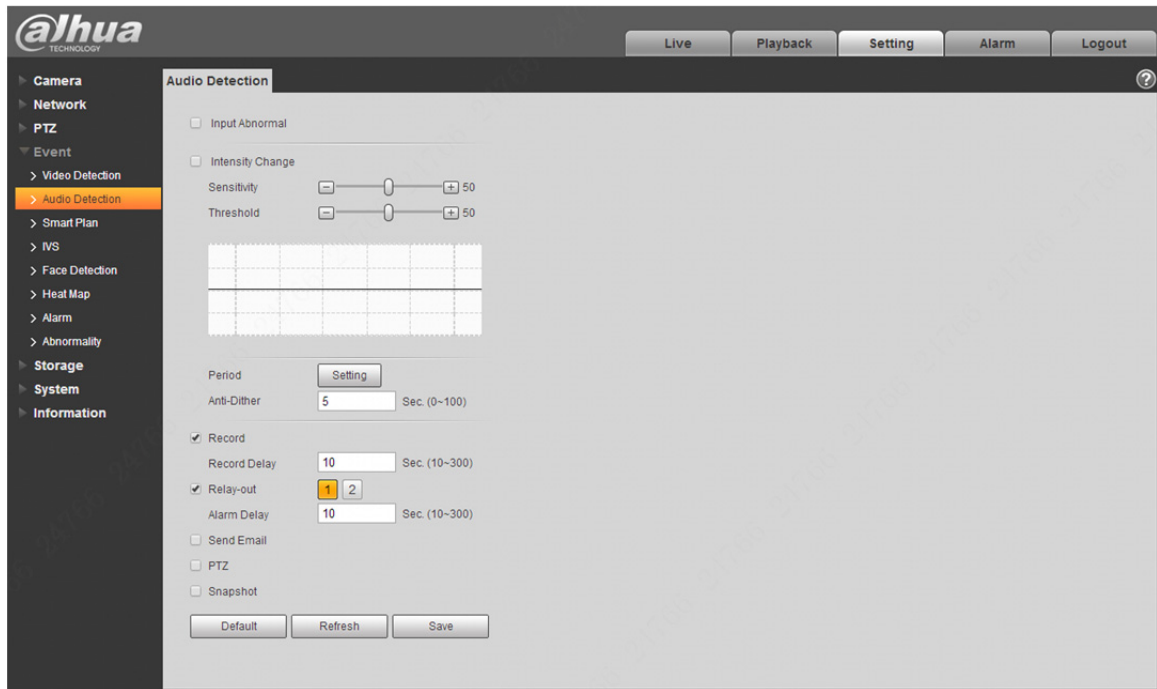 alhua
TECHNOLOGY
Live Playback Setting Alarm Logout
Camera
Network
PTZ
Event
Video Detection
Audio Detection
Smart Plan
IVS
Face Detection
Heat Map
Alarm
Abnormality
Storage
System
Information
Audio Detection ?
Input Abnormal
Intensity Change
Sensitivity - + 50
Threshold - + 50
Period Setting
Anti-Dither 5 Sec. (0~100)
Record
Record Delay 10 Sec. (10~300)
Relay-out 1 2
Alarm Delay 10 Sec. (10~300)
Send Email
PTZ
Snapshot
Default Refresh Save